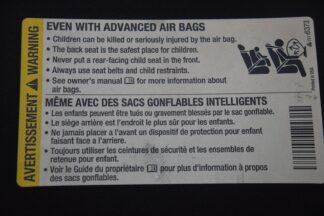 ⚠ WARNING
EVEN WITH ADVANCED AIR BAGS
• Children can be killed or seriously injured by the air bag.
• The back seat is the safest place for children.
• Never put a rear-facing child seat in the front.
• Always use seat belts and child restraints.
• See owner's manual for more information about
air bags.
AVERTISSEMENT
MÊME AVEC DES SACS GONFLABLES INTELLIGENTS
• Les enfants peuvent être tués ou gravement blessés par le sac gonflable.
• Le siège arrière est l'endroit le plus sûr pour les enfants.
• Ne jamais placer a l'avant un dispositif de protection pour enfant
faisant face a l'arriere.
• Toujours utiliser les ceintures de sécurité et les ensembles de
retenue pour enfant.
• Voir le Guide du propriétaire pour plus d'information à propos
des sacs gonflables.